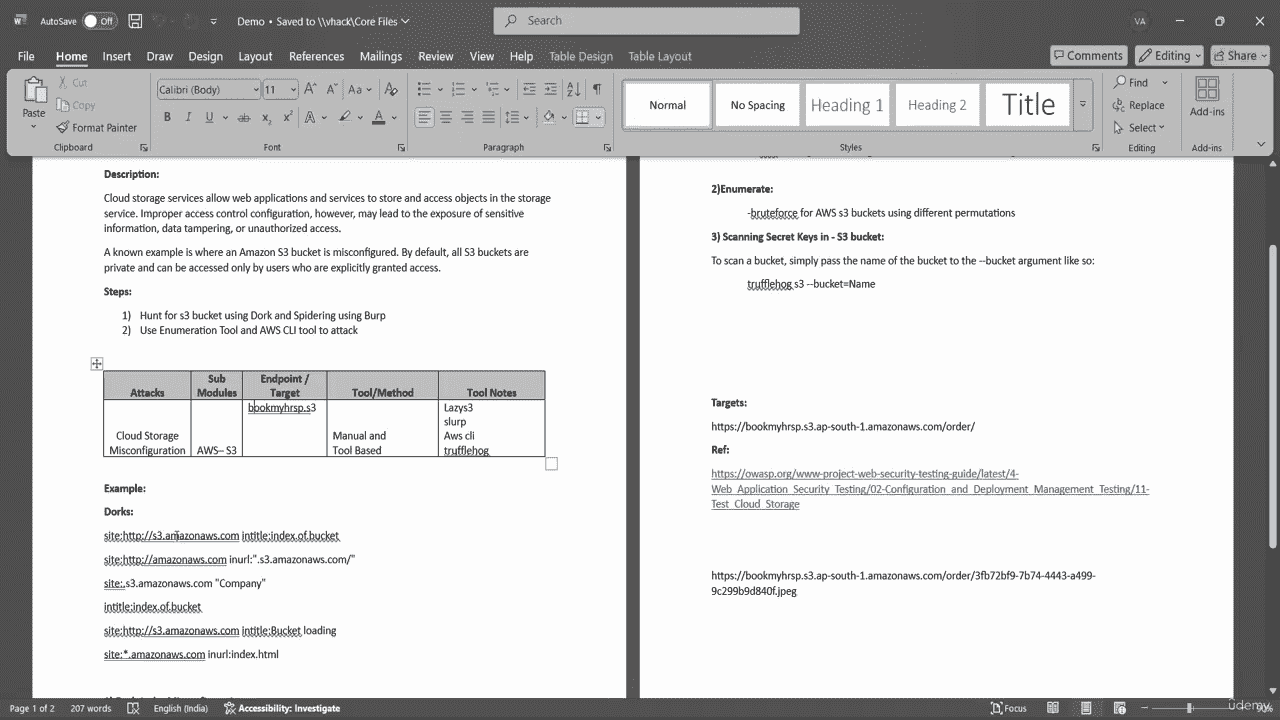 AutoSave Off
Demo • Saved to \\vhack\Core Files
Search
VA
File Home Insert Draw Design Layout References Mailings Review View Help Table Design Table Layout
Comments Editing Share
Paste
Cut
Copy
Format Painter
Clipboard
Calibri (Body) 11
Font
Paragraph
Normal
No Spacing
Heading 1
Heading 2
Title
Styles
Find
Replace
Select
Editing
Add-ins
Add-ins
Description:
Cloud storage services allow web applications and services to store and access objects in the storage
service. Improper access control configuration, however, may lead to the exposure of sensitive
information, data tampering, or unauthorized access.
A known example is where an Amazon S3 bucket is misconfigured. By default, all S3 buckets are
private and can be accessed only by users who are explicitly granted access.
Steps:
1) Hunt for s3 bucket using Dork and Spidering using Burp
2) Use Enumeration Tool and AWS CLI tool to attack
Attacks
Sub
Modules
Endpoint /
Target
Tool/Method
Tool Notes
Cloud Storage
Misconfiguration
AWS– S3
bookmyhrsp.s3
Manual and
Tool Based
Lazys3
slurp
Aws cli
trufflehog
Example:
Dorks:
site:http://s3.amazonaws.com intitle:index.of.bucket
site:http://amazonaws.com inurl:".s3.amazonaws.com/"
site:.s3.amazonaws.com "Company"
intitle:index.of.bucket
site:http://s3.amazonaws.com intitle:Bucket loading
site:*.amazonaws.com inurl:index.html
2)Enumerate:
-bruteforce for AWS s3 buckets using different permutations
3) Scanning Secret Keys in - S3 bucket:
To scan a bucket, simply pass the name of the bucket to the --bucket argument like so:
trufflehog s3 --bucket=Name
Targets:
https://bookmyhrsp.s3.ap-south-1.amazonaws.com/order/
Ref:
https://owasp.org/www-project-web-security-testing-guide/latest/4-
Web_Application_Security_Testing/02-Configuration_and_Deployment_Management_Testing/11-
Test_Cloud_Storage
https://bookmyhrsp.s3.ap-south-1.amazonaws.com/order/3fb72bf9-7b74-4443-a499-
9c299b9d840f.jpeg
Page 1 of 2
207 words
English (India)
Accessibility: Investigate
Focus